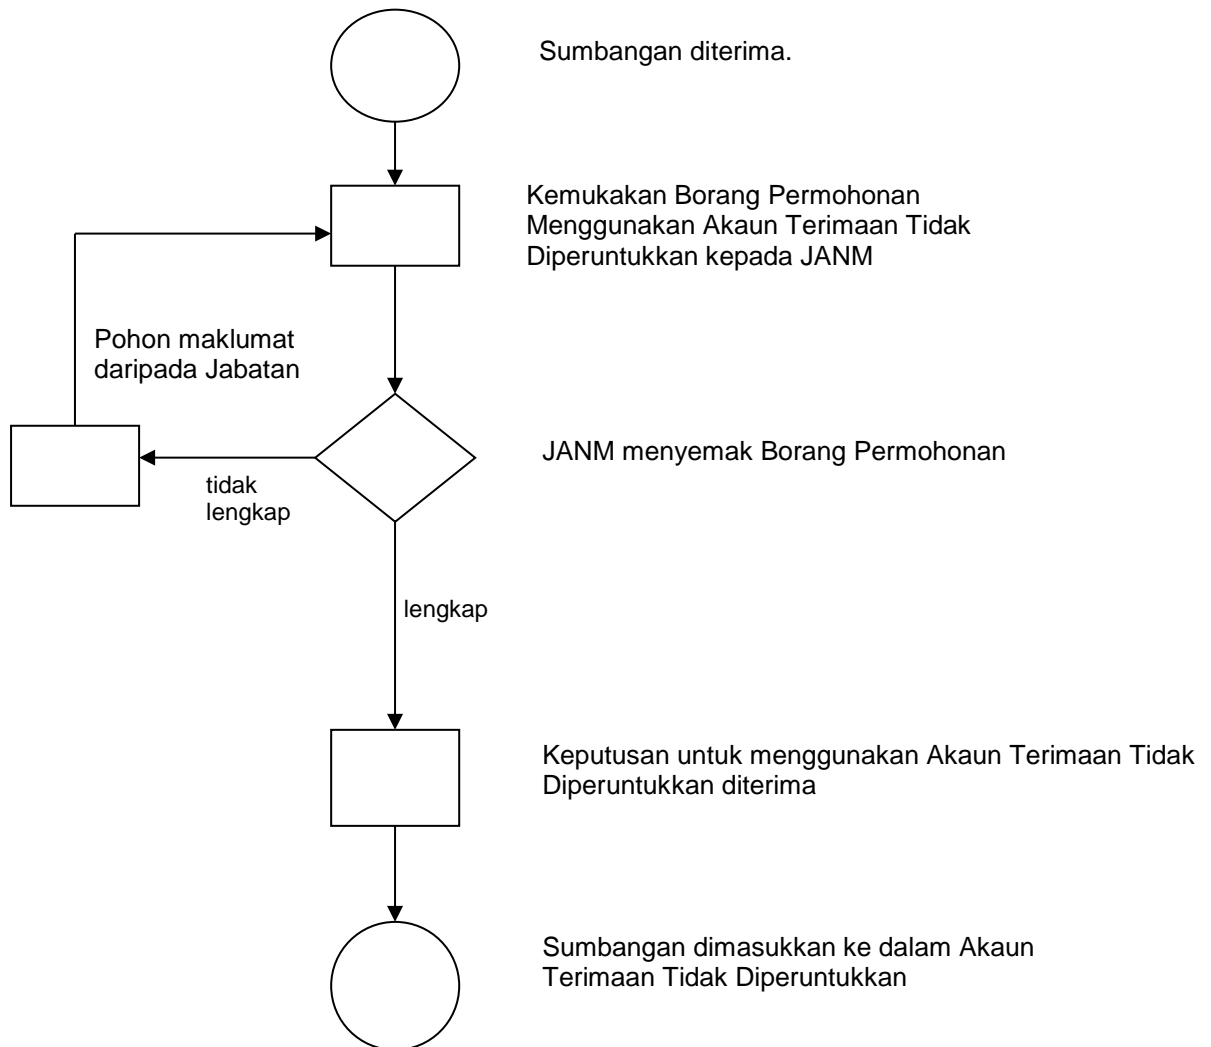 Sumbangan diterima.
Kemukakan Borang Permohonan
Menggunakan Akaun Terimaan Tidak
Diperuntukkan kepada JANM
Pohon maklumat
daripada Jabatan
JANM menyemak Borang Permohonan
tidak
lengkap
lengkap
Keputusan untuk menggunakan Akaun Terimaan Tidak
Diperuntukkan diterima
Sumbangan dimasukkan ke dalam Akaun
Terimaan Tidak Diperuntukkan